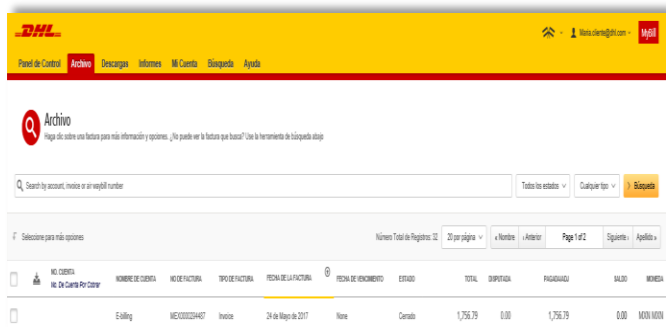 DHL
Maria.cliente@dhl.com
MyBill
Panel de Control Archivo Descargas Informes Mi Cuenta Búsqueda Ayuda
Archivo
Haga clic sobre una factura para más información y opciones. ¿No puede ver la factura que busca? Use la herramienta de búsqueda abajo
Search by account, invoice or air waybill number Todos los estados Cualquier tipo > Búsqueda
Seleccione para más opciones Número Total de Registros: 32 20 por página « Nombre ‹ Anterior Page 1 of 2 Siguiente › Apellido »
NO. CUENTA
No. De Cuenta Por Cobrar
NOMBRE DE CUENTA NO DE FACTURA TIPO DE FACTURA FECHA DE LA FACTURA FECHA DE VENCIMIENTO ESTADO TOTAL DISPUTADA PAGADA/ADJ SALDO MONEDA
E-billing MEX0000294487 Invoice 24 de Mayo de 2017 None Cerrado 1,756.79 0.00 1,756.79 0.00 MXN MXN